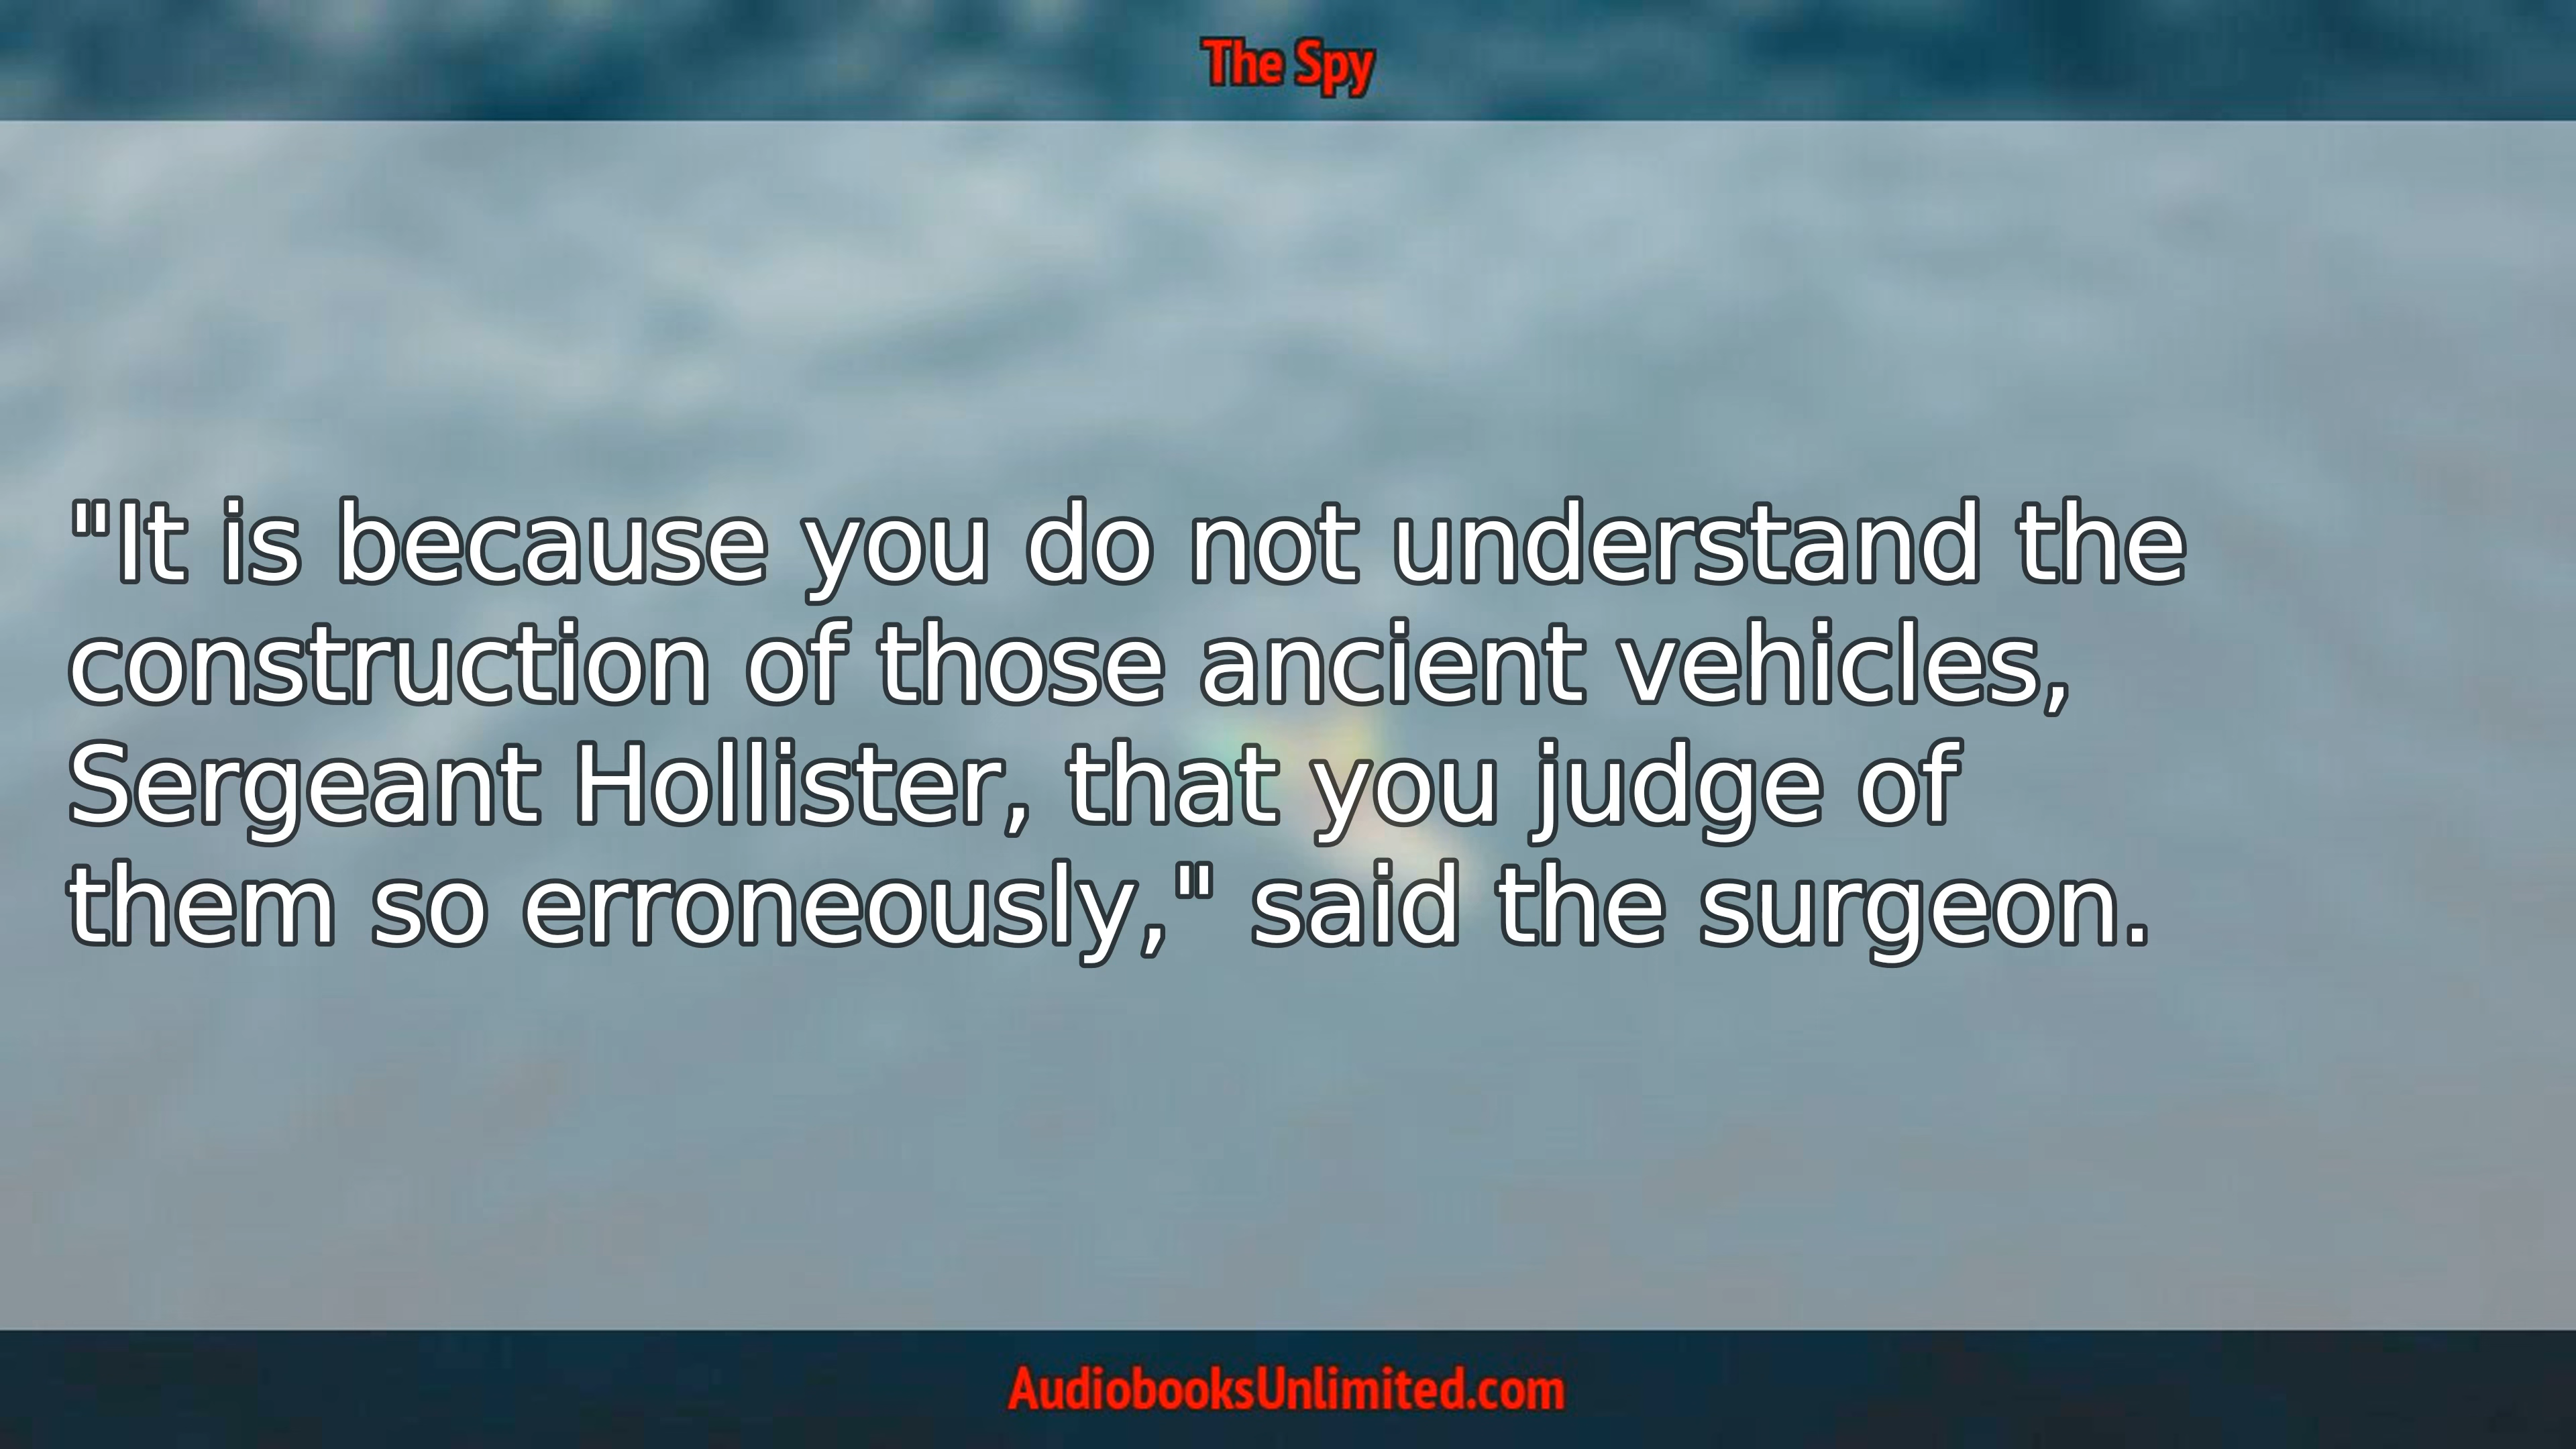 The Spy
"It is because you do not understand the
construction of those ancient vehicles,
Sergeant Hollister, that you judge of
them so erroneously," said the surgeon.
AudiobooksUnlimited.com